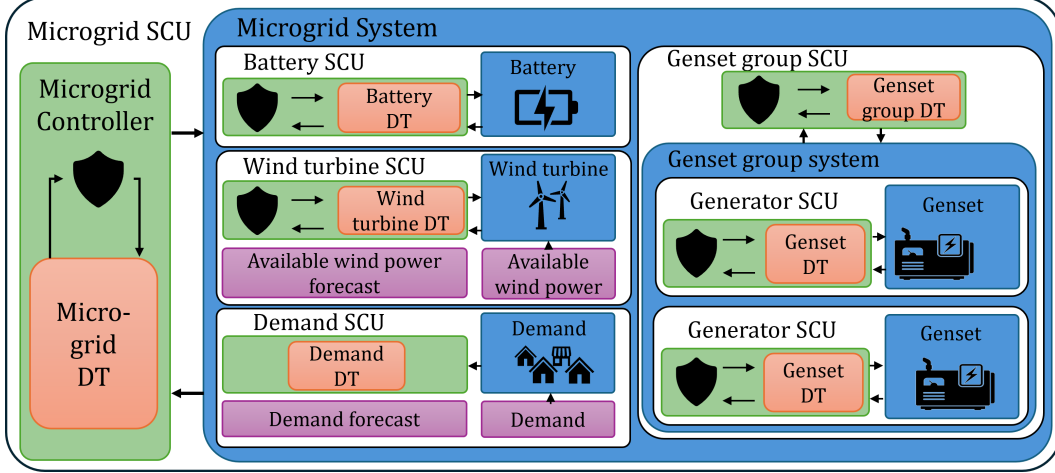 Microgrid SCU
Microgrid
Controller
Micro-
grid
DT
Microgrid System
Battery SCU
Battery
DT
Battery
Wind turbine SCU
Wind
turbine DT
Wind turbine
Available wind power
forecast
Available
wind power
Demand SCU
Demand
DT
Demand
Demand forecast
Demand
Genset group SCU
Genset
group DT
Genset group system
Generator SCU
Genset
DT
Genset
Generator SCU
Genset
DT
Genset